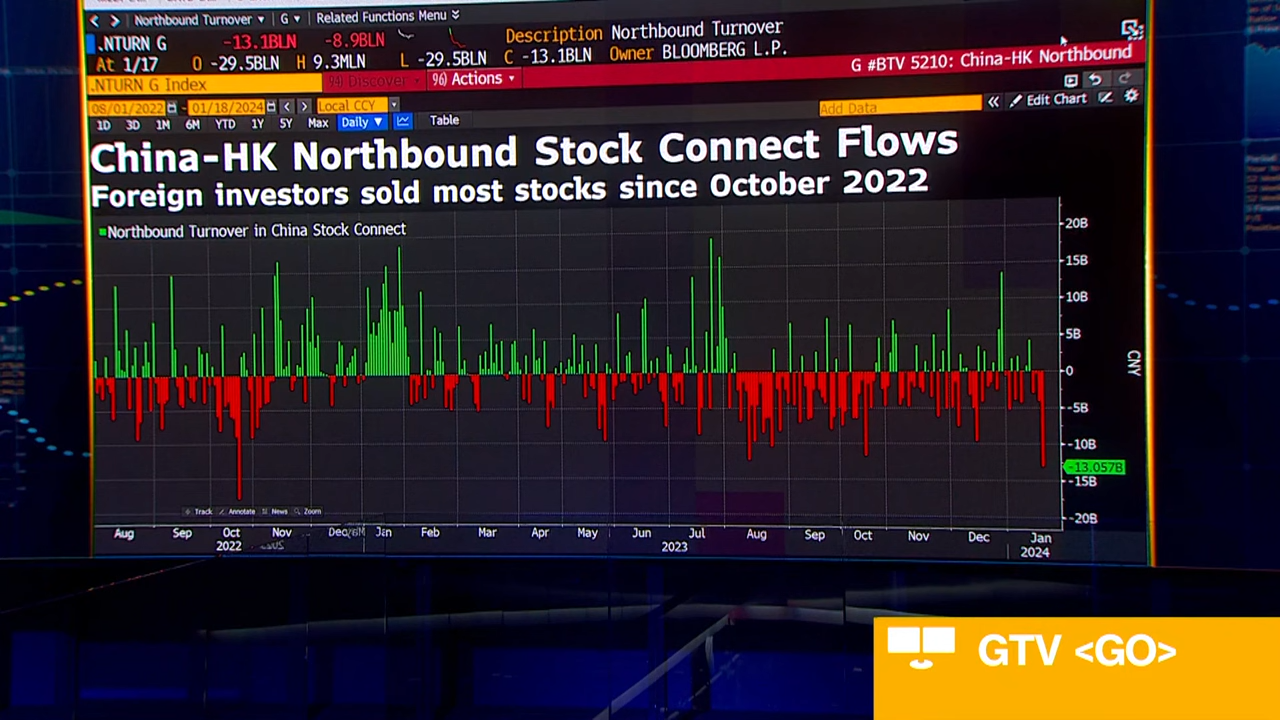 Northbound Turnover ▾ G ▾ Related Functions Menu
.NTURN G -13.1BLN -8.9BLN Description Northbound Turnover
At 1/17 O -29.5BLN H 9.3MLN L -29.5BLN C -13.1BLN Owner BLOOMBERG L.P.
G #BTV 5210: China-HK Northbound
.NTURN G Index 94) Discover 96) Actions
08/01/2022 - 01/18/2024 Local CCY Add Data « Edit Chart
1D 3D 1M 6M YTD 1Y 5Y Max Daily ▼ Table
China-HK Northbound Stock Connect Flows
Foreign investors sold most stocks since October 2022
Northbound Turnover in China Stock Connect
20B
15B
10B
5B
0
CNY
-5B
-10B
-13.057B
-15B
-20B
Track Annotate News Zoom
Aug Sep Oct Nov Dec Jan Feb Mar Apr May Jun Jul Aug Sep Oct Nov Dec Jan
2022 2023 2024
GTV <GO>